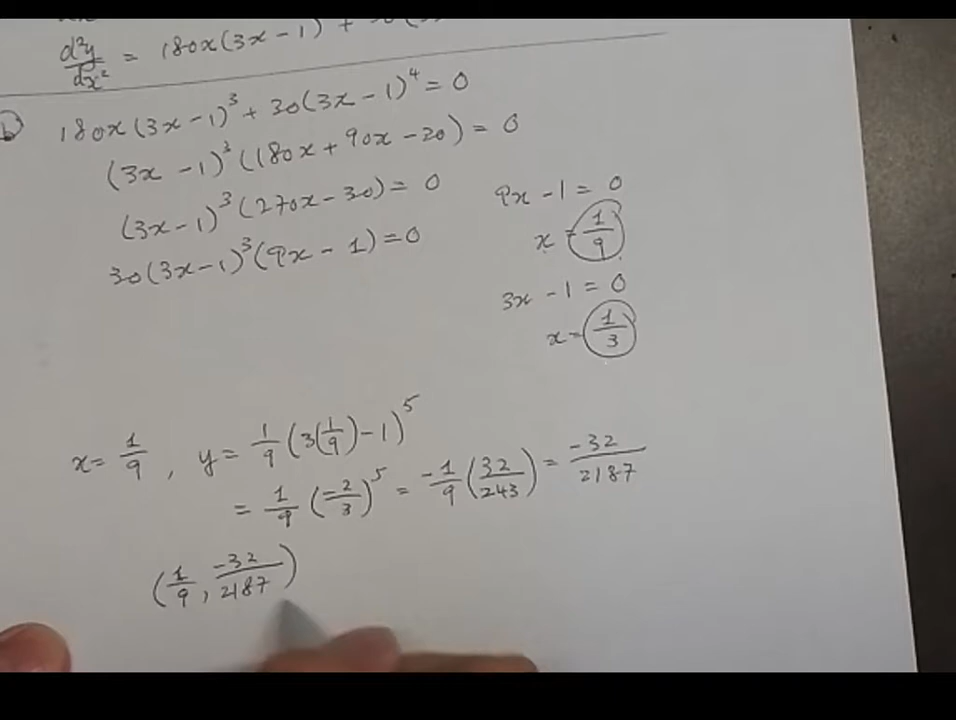 d²y/dx² = 180x(3x-1)
b 180x(3x-1)³ + 30(3x-1)⁴ = 0
(3x-1)³(180x+90x-20) = 0
(3x-1)³(270x-30) = 0
30(3x-1)³(9x-1) = 0
9x-1 = 0
x = 1/9
3x-1 = 0
x = 1/3
x = 1/9 , y = 1/9 (3(1/9)-1)⁵
= 1/9 (-2/3)⁵ = -1/9 (32/243) = -32/2187
(1/9, -32/2187)